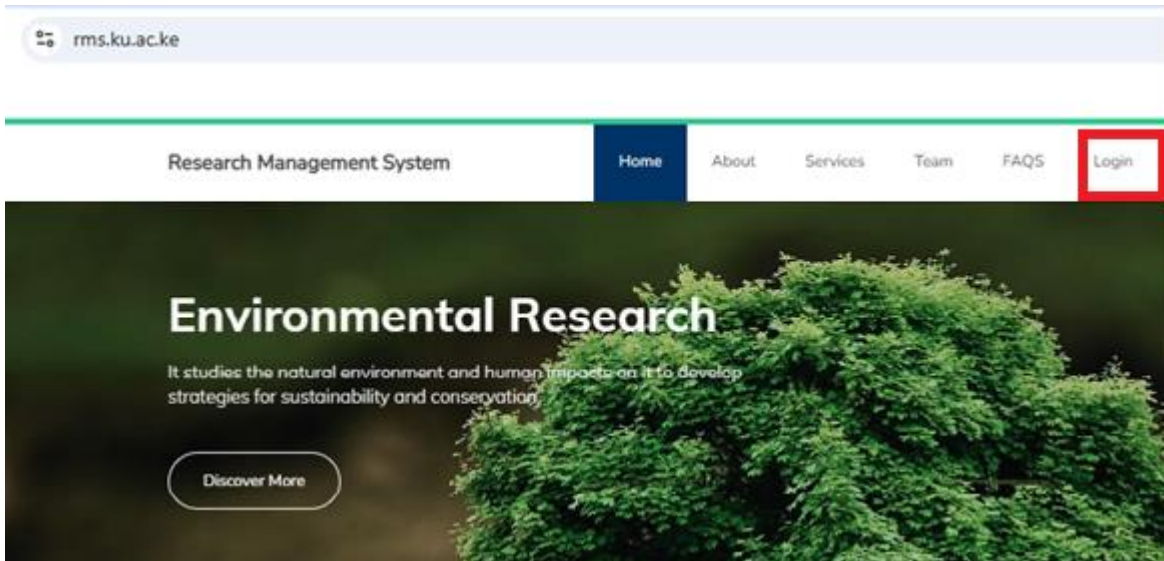 rms.ku.ac.ke
Research Management System
Home
About
Services
Team
FAQS
Login
Environmental Research
It studies the natural environment and human impacts on it to develop
strategies for sustainability and conservation.
Discover More